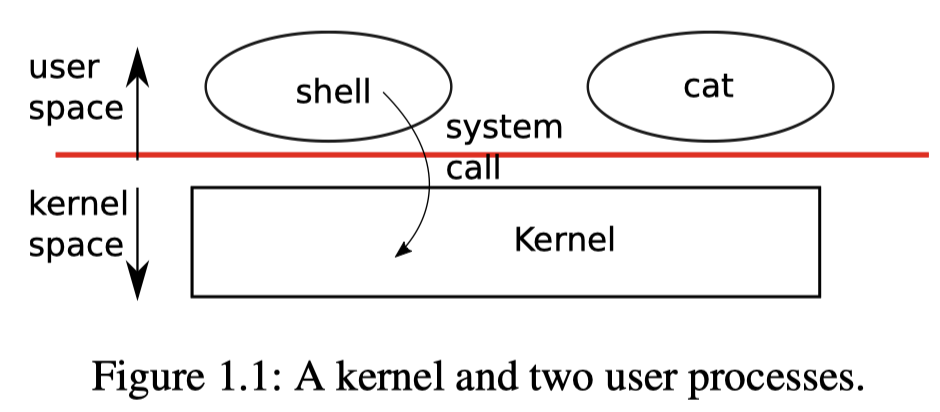 user
space
shell
cat
system
call
kernel
space
Kernel
Figure 1.1: A kernel and two user processes.